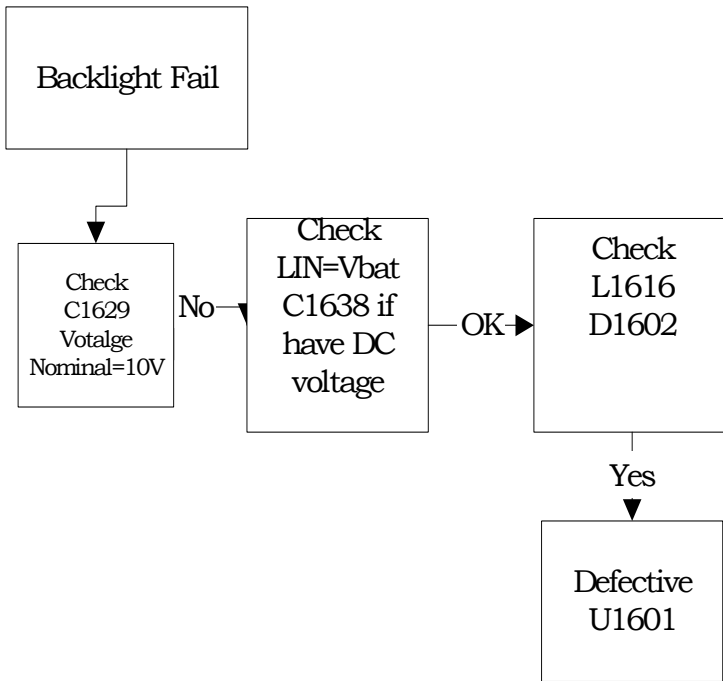 Backlight Fail
Check
C1629
Votalge
Nominal=10V
No
Check
LIN=Vbat
C1638 if
have DC
voltage
OK
Check
L1616
D1602
Yes
Defective
U1601